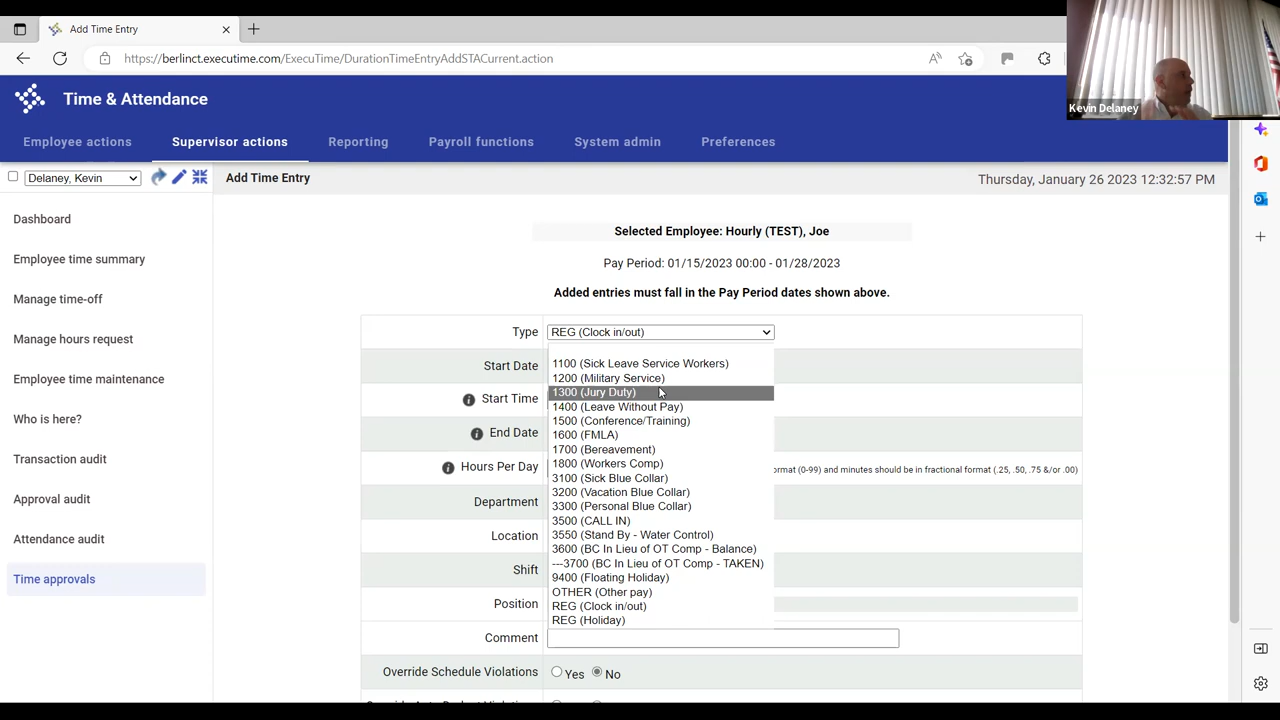 Add Time Entry
https://berlinct.executime.com/ExecuTime/DurationTimeEntryAddSTACurrent.action
Kevin Delaney
Time & Attendance
Employee actions Supervisor actions Reporting Payroll functions System admin Preferences
Delaney, Kevin
Add Time Entry
Thursday, January 26 2023 12:32:57 PM
Dashboard
Employee time summary
Manage time-off
Manage hours request
Employee time maintenance
Who is here?
Transaction audit
Approval audit
Attendance audit
Time approvals
Selected Employee: Hourly (TEST), Joe
Pay Period: 01/15/2023 00:00 - 01/28/2023
Added entries must fall in the Pay Period dates shown above.
Type REG (Clock in/out)
Start Date
Start Time
End Date
Hours Per Day
ormat (0-99) and minutes should be in fractional format (.25, .50, .75 &/or .00)
Department
Location
Shift
Position
Comment
1100 (Sick Leave Service Workers)
1200 (Military Service)
1300 (Jury Duty)
1400 (Leave Without Pay)
1500 (Conference/Training)
1600 (FMLA)
1700 (Bereavement)
1800 (Workers Comp)
3100 (Sick Blue Collar)
3200 (Vacation Blue Collar)
3300 (Personal Blue Collar)
3500 (CALL IN)
3550 (Stand By - Water Control)
3600 (BC In Lieu of OT Comp - Balance)
---3700 (BC In Lieu of OT Comp - TAKEN)
9400 (Floating Holiday)
OTHER (Other pay)
REG (Clock in/out)
REG (Holiday)
Override Schedule Violations Yes No